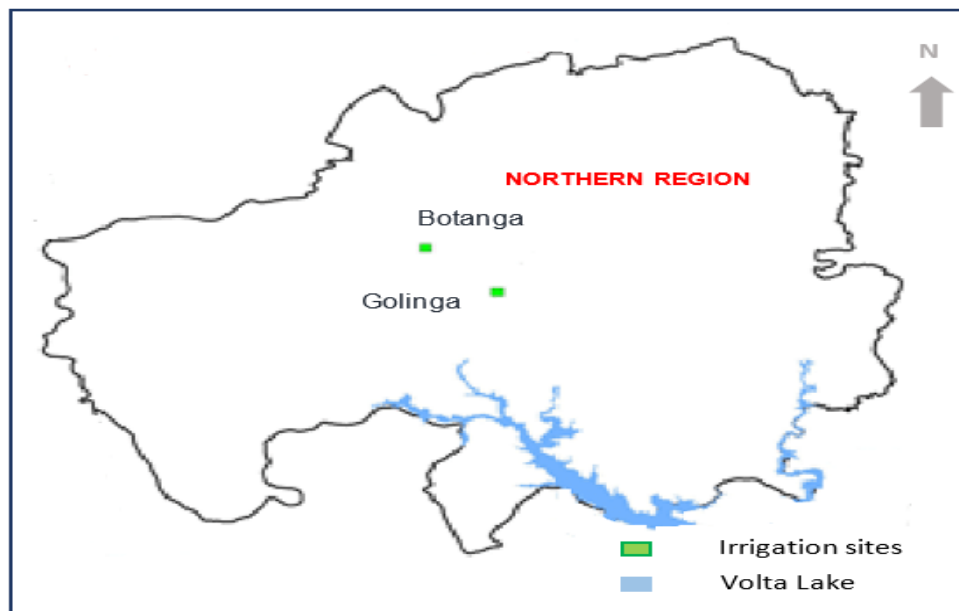 N
NORTHERN REGION
Botanga
Golinga
Irrigation sites
Volta Lake